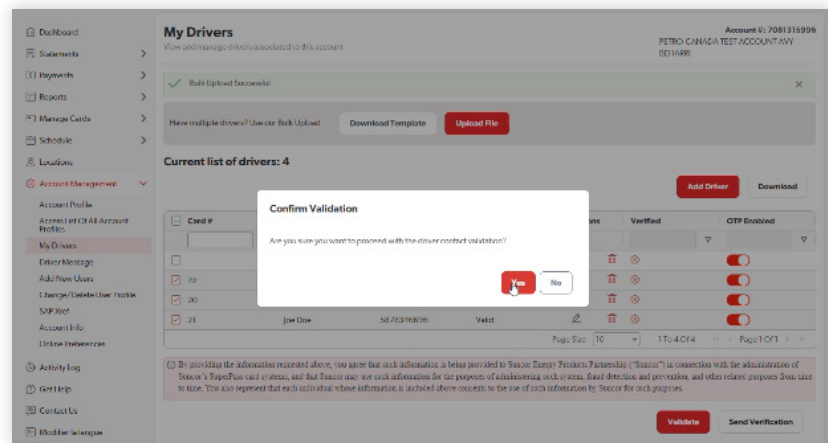 Dashboard
Statements
Payments
Reports
Manage Cards
Schedule
Locations
Account Management
Account Profile
Access List Of All Account
Profiles
My Drivers
Driver Message
Add New Users
Change/Delete User Profile
SAP Xref
Account Info
Online Preferences
Activity Log
Get Help
Contact Us
Modifier la langue
My Drivers
View and manage drivers associated to this account
Account #: 7081315996
PETRO-CANADA TEST ACCOUNT AVY
Bulk Upload Successful
Have multiple drivers? Use our Bulk Upload
Download Template
Upload File
Current list of drivers: 4
Add Driver
Download
Card #
Verified
OTP Enabled
Confirm Validation
Are you sure you want to proceed with the driver contact validation?
Yes
No
19
20
21 Joe Doe 5878346896 Valid
Page Size 10 1 To 4 Of 4 Page 1 Of 1
By providing the information requested above, you agree that such information is being provided to Suncor Energy Products Partnership ("Suncor") in connection with the administration of
Suncor's SuperPass card systems, and that Suncor may use such information for the purposes of administering such system, fraud detection and prevention, and other related purposes from time
to time. You also represent that each individual whose information is included above consents to the use of such information by Suncor for such purposes.
Validate
Send Verification